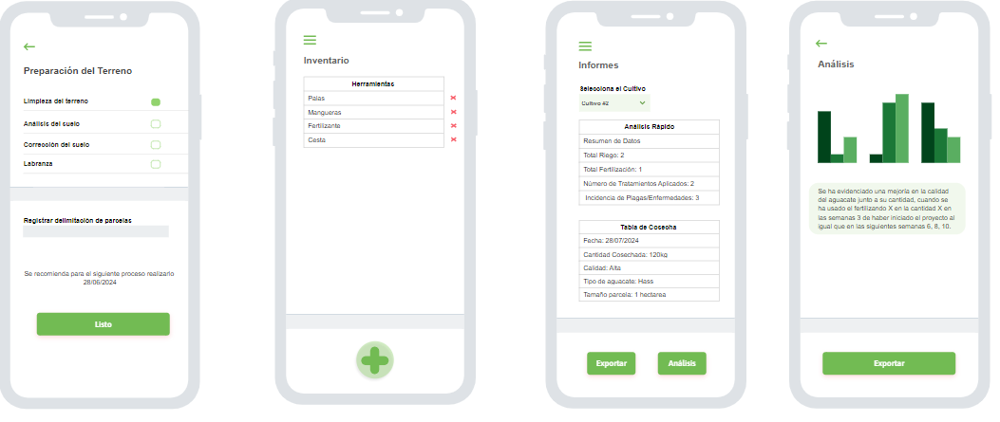 Preparación del Terreno
Limpieza del terreno
Análisis del suelo
Corrección del suelo
Labranza
Registrar delimitación de parcelas
Se recomienda para el siguiente proceso realizarlo
28/06/2024
Listo
Inventario
Herramientas
Palas
Mangueras
Fertilizante
Cesta
Informes
Selecciona el Cultivo
Cultivo 42
Análisis Rápido
Resumen de Datos
Total Riego: 2
Total Fertilización: 1
Número de Tratamientos Aplicados: 2
Incidencia de Plagas/Enfermedades: 3
Tabla de Cosecha
Fecha: 28/07/2024
Cantidad Cosechada: 120kg
Calidad: Alta
Tipo de aguacate: Hass
Tamaño parcela: 1 hectarea
Exportar
Análisis
Análisis
Se ha evidenciado una mejoría en la calidad
del aguacate junto a su cantidad, cuando se
ha usado el fertilizando X en la cantidad X en
las semanas 3 de haber iniciado el proyecto al
igual que en las siguientes semanas 6, 8, 10.
Exportar